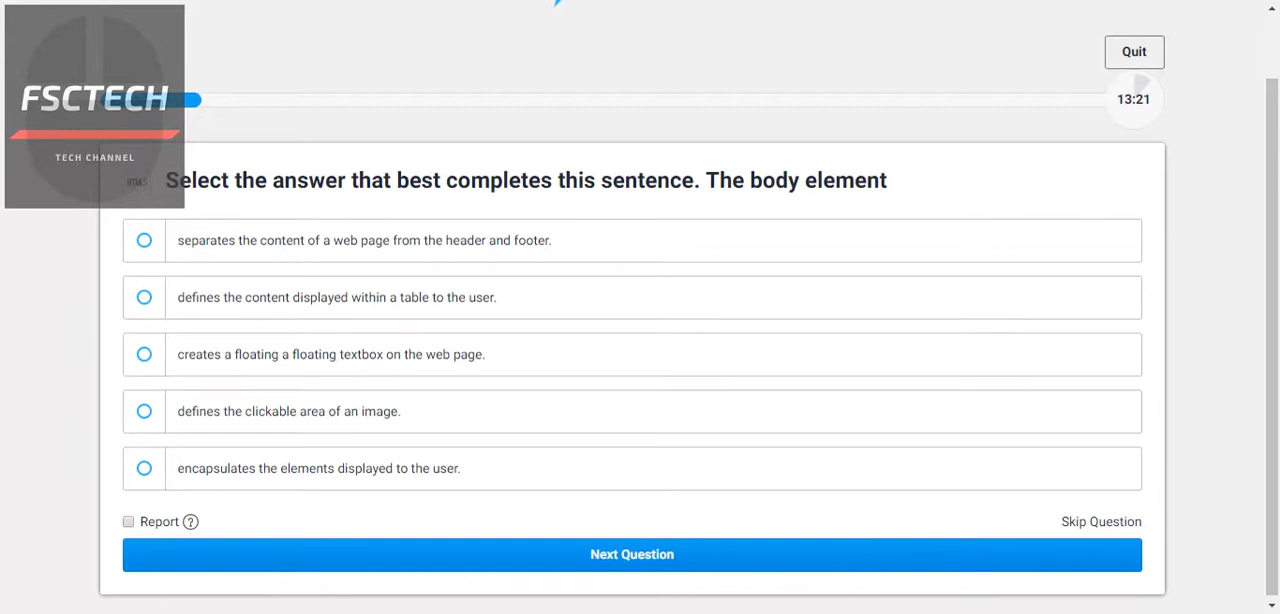 Quit
FSCTECH
13:21
TECH CHANNEL
Select the answer that best completes this sentence. The body element
separates the content of a web page from the header and footer.
defines the content displayed within a table to the user.
creates a floating a floating textbox on the web page.
defines the clickable area of an image.
encapsulates the elements displayed to the user.
Report ?
Skip Question
Next Question